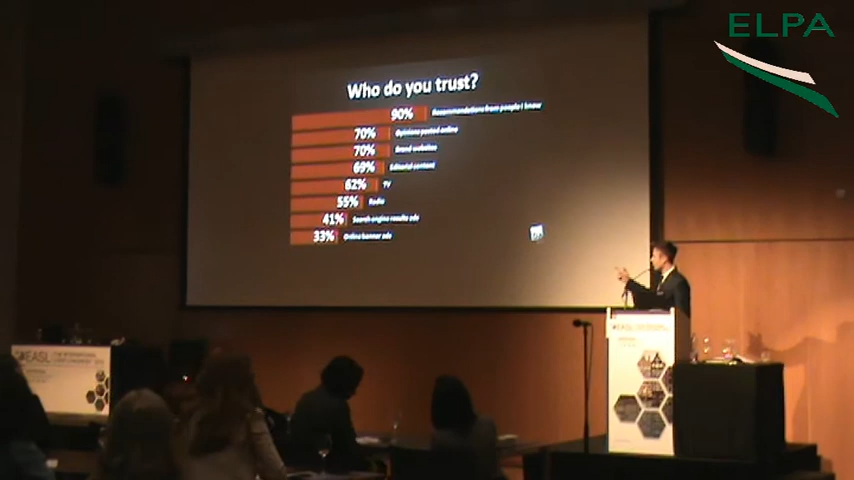 ELPA
Who do you trust?
90% Recommendations from people I know
70% Opinions posted online
70% Brand websites
69% Editorial content
62% TV
55% Radio
41% Search engine results ads
33% Online banner ads
EASL
EASL